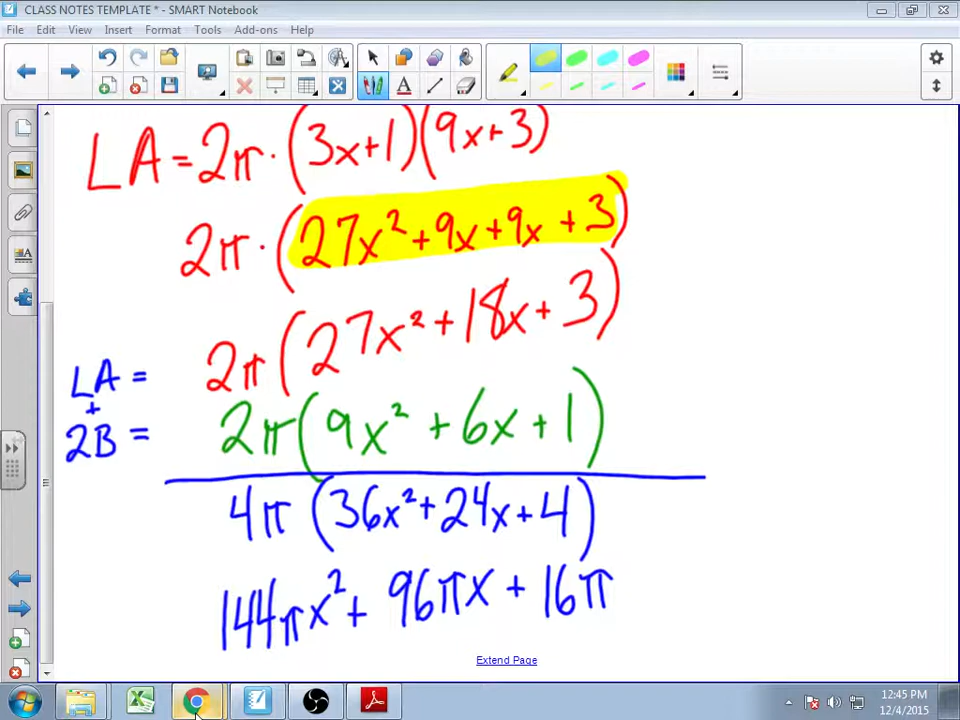 CLASS NOTES TEMPLATE * - SMART Notebook
File Edit View Insert Format Tools Add-ons Help
LA = 2π · (3x+1)(9x+3)
2π · (27x² + 9x + 9x + 3)
2π (27x² + 18x + 3)
LA =
+
2B = 2π (9x² + 6x + 1)
4π (36x² + 24x + 4)
144πx² + 96πx + 16π
Extend Page
12:45 PM
12/4/2015